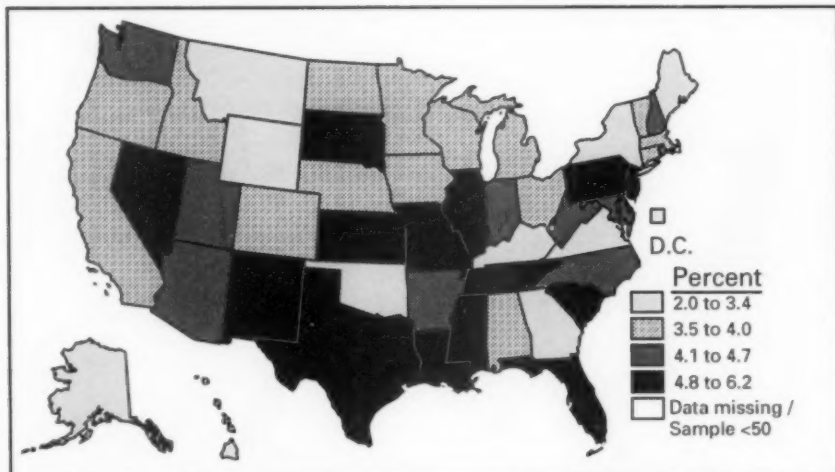 D.C.
Percent
2.0 to 3.4
3.5 to 4.0
4.1 to 4.7
4.8 to 6.2
Data missing /
Sample <50